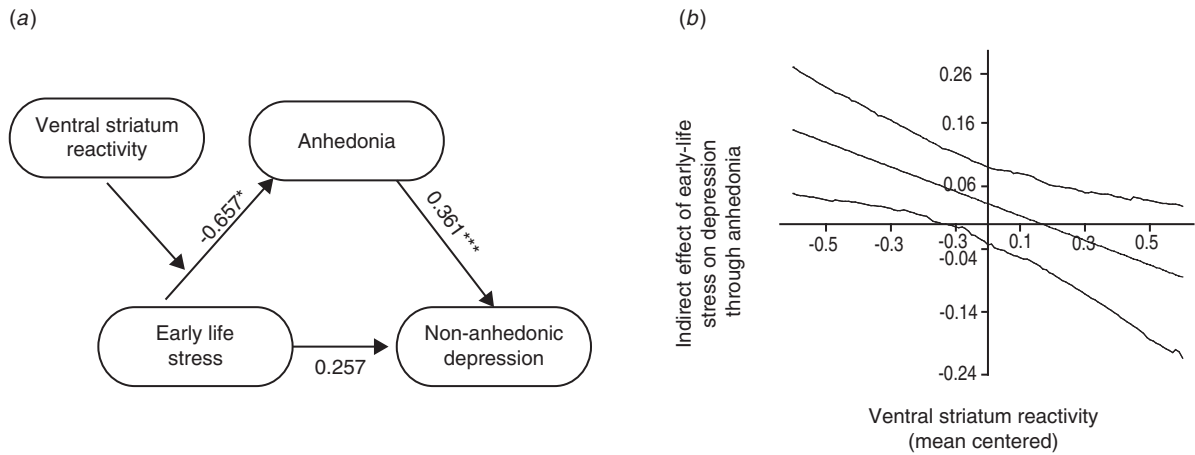 (a)
Ventral striatum
reactivity
Anhedonia
-0.657*
0.361***
Early life
stress
0.257
Non-anhedonic
depression
(b)
Indirect effect of early-life
stress on depression
through anhedonia
0.26
0.16
0.06
-0.5
-0.3
0.1
0.3
0.5
-0.04
-0.14
-0.24
Ventral striatum reactivity
(mean centered)